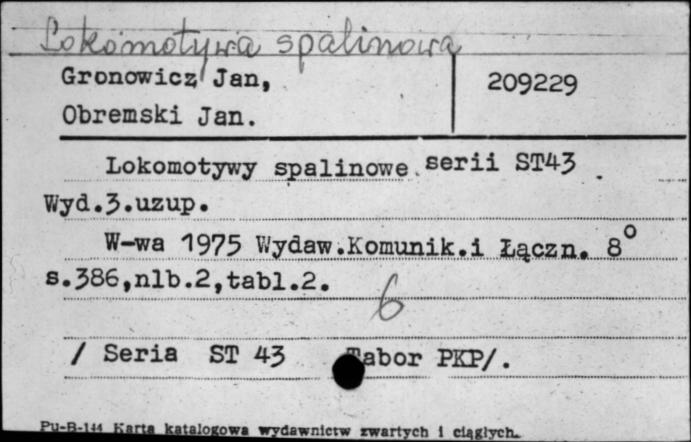 Lokomotywa spalinowa
Gronowicz Jan,
209229
Obremski Jan.
Lokomotywy spalinowe serii ST43
Wyd.3.uzup.
W-wa 1975 Wydaw.Komunik.i Łączn. 8°
s.386,nlb.2,tabl.2.
6
/ Seria ST 43 Tabor PKP/.
Pu-B-144 Karta katalogowa wydawnictw zwartych i ciągłych.